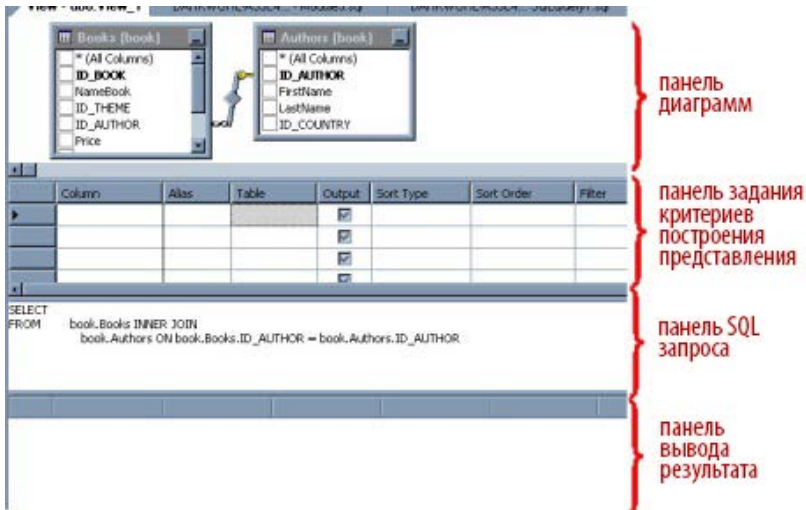 View - dbo.View_1
Books (book)
* (All Columns)
ID_BOOK
NameBook
ID_THEME
ID_AUTHOR
Price
Authors (book)
* (All Columns)
ID_AUTHOR
FirstName
LastName
ID_COUNTRY
панель
диаграмм
Column Alias Table Output Sort Type Sort Order Filter
панель задания
критериев
построения
представления
SELECT
FROM book.Books INNER JOIN
book.Authors ON book.Books.ID_AUTHOR = book.Authors.ID_AUTHOR
панель SQL
запроса
панель
вывода
результата